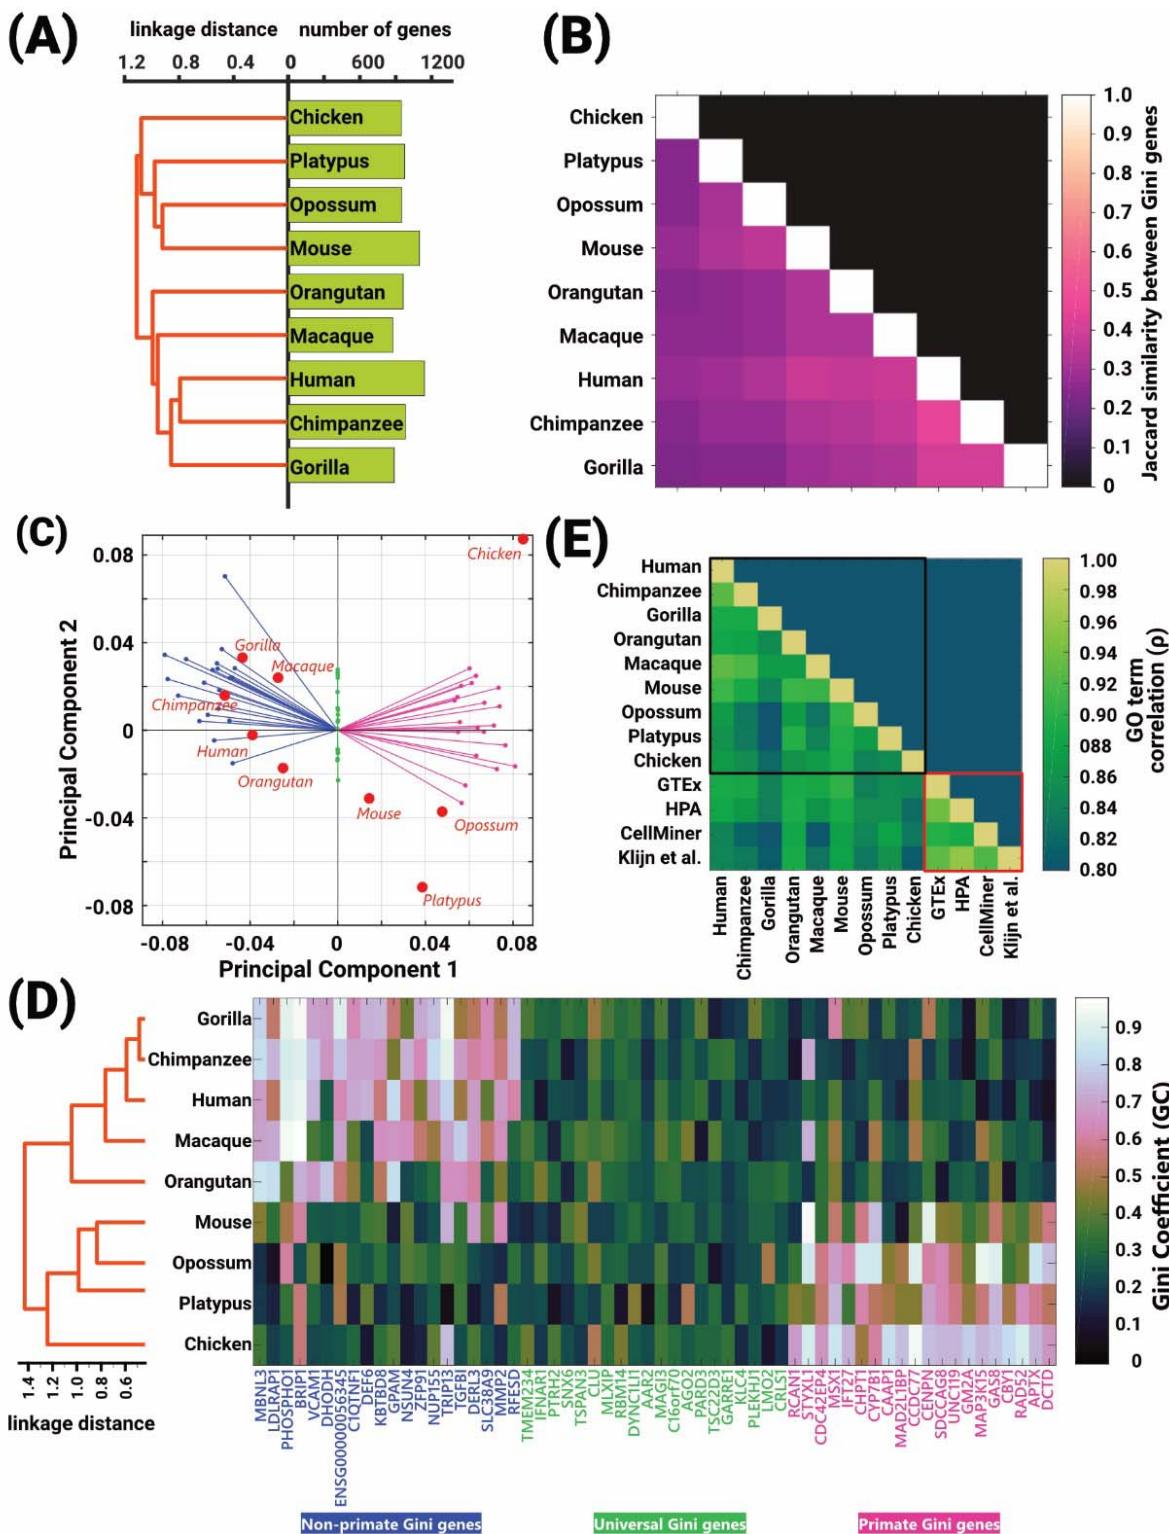 (A)
linkage distance
number of genes
1.2
0.8
0.4
0
600
1200
Chicken
Platypus
Opossum
Mouse
Orangutan
Macaque
Human
Chimpanzee
Gorilla
(B)
Chicken
Platypus
Opossum
Mouse
Orangutan
Macaque
Human
Chimpanzee
Gorilla
1.0
0.9
0.8
0.7
0.6
0.5
0.4
0.3
0.2
0.1
0
Jaccard similarity between Gini genes
(C)
Principal Component 2
0.08
0.04
0
-0.04
-0.08
Chicken
Gorilla
Macaque
Chimpanzee
Human
Orangutan
Mouse
Opossum
Platypus
-0.08
-0.04
0
0.04
0.08
Principal Component 1
(E)
Human
Chimpanzee
Gorilla
Orangutan
Macaque
Mouse
Opossum
Platypus
Chicken
GTEx
HPA
CellMiner
Klijn et al.
Human
Chimpanzee
Gorilla
Orangutan
Macaque
Mouse
Opossum
Platypus
Chicken
GTEx
HPA
CellMiner
Klijn et al.
1.00
0.98
0.96
0.94
0.92
0.90
0.88
0.86
0.84
0.82
0.80
GO term
correlation (ρ)
(D)
Gorilla
Chimpanzee
Human
Macaque
Orangutan
Mouse
Opossum
Platypus
Chicken
1.4
1.2
1.0
0.8
0.6
linkage distance
0.9
0.8
0.7
0.6
0.5
0.4
0.3
0.2
0.1
0
Gini Coefficient (GC)
MBNL3
LDLRAP1
PHOSPHO1
BRIP1
VCAM1
DHODH
ENSG00000056345
C1QTNF1
DEF6
KBTBD8
GPAM
NSUN4
ZFP91
NUP155
TRIP13
TGFBI
DERL3
SLC38A9
MMP2
RFESD
TMEM234
IFNAR1
PTRH2
SNX6
TSPAN3
CLU
MLXIP
RBM14
DYNC1LI1
AAR2
MAGI3
C16orf70
AGO2
PAPD5
TSC22D3
GARRE1
KLC4
PLEKHJ1
LMO2
CRLS1
RCAN1
STYXL1
CDC42EP4
MSX1
IFT27
CHPT1
CYP7B1
CAAP1
MAD2L1BP
CCDC77
CENPN
SDCCAG8
UNC119
GM2A
MAP3K15
GAS8
CBY1
RAD52
APTX
DCTD
Non-primate Gini genes
Universal Gini genes
Primate Gini genes